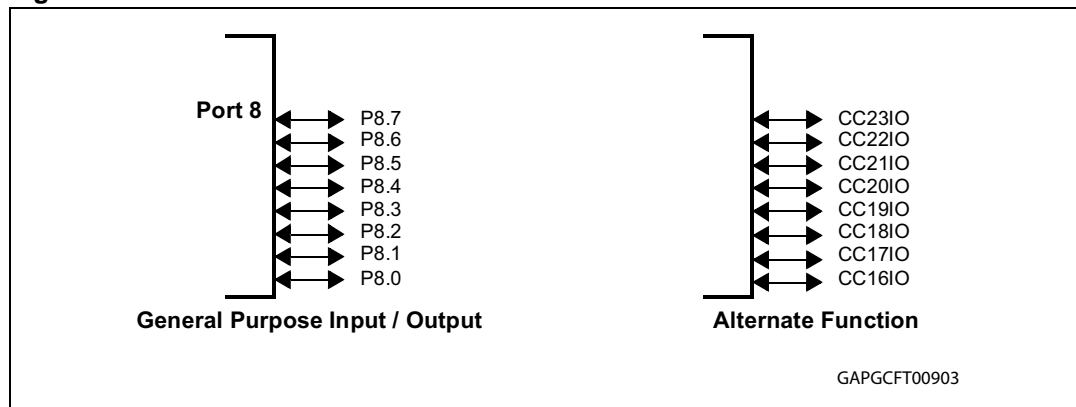 Port 8
P8.7
P8.6
P8.5
P8.4
P8.3
P8.2
P8.1
P8.0
General Purpose Input / Output
CC23IO
CC22IO
CC21IO
CC20IO
CC19IO
CC18IO
CC17IO
CC16IO
Alternate Function
GAPGCFT00903